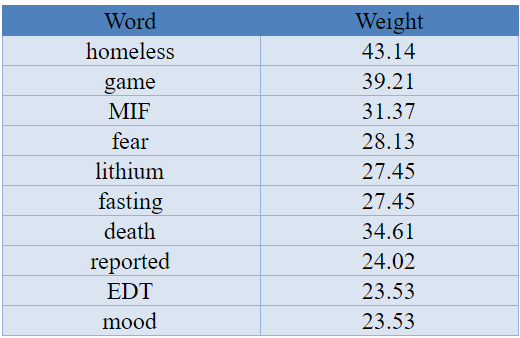 Word Weight
homeless 43.14
game 39.21
MIF 31.37
fear 28.13
lithium 27.45
fasting 27.45
death 34.61
reported 24.02
EDT 23.53
mood 23.53